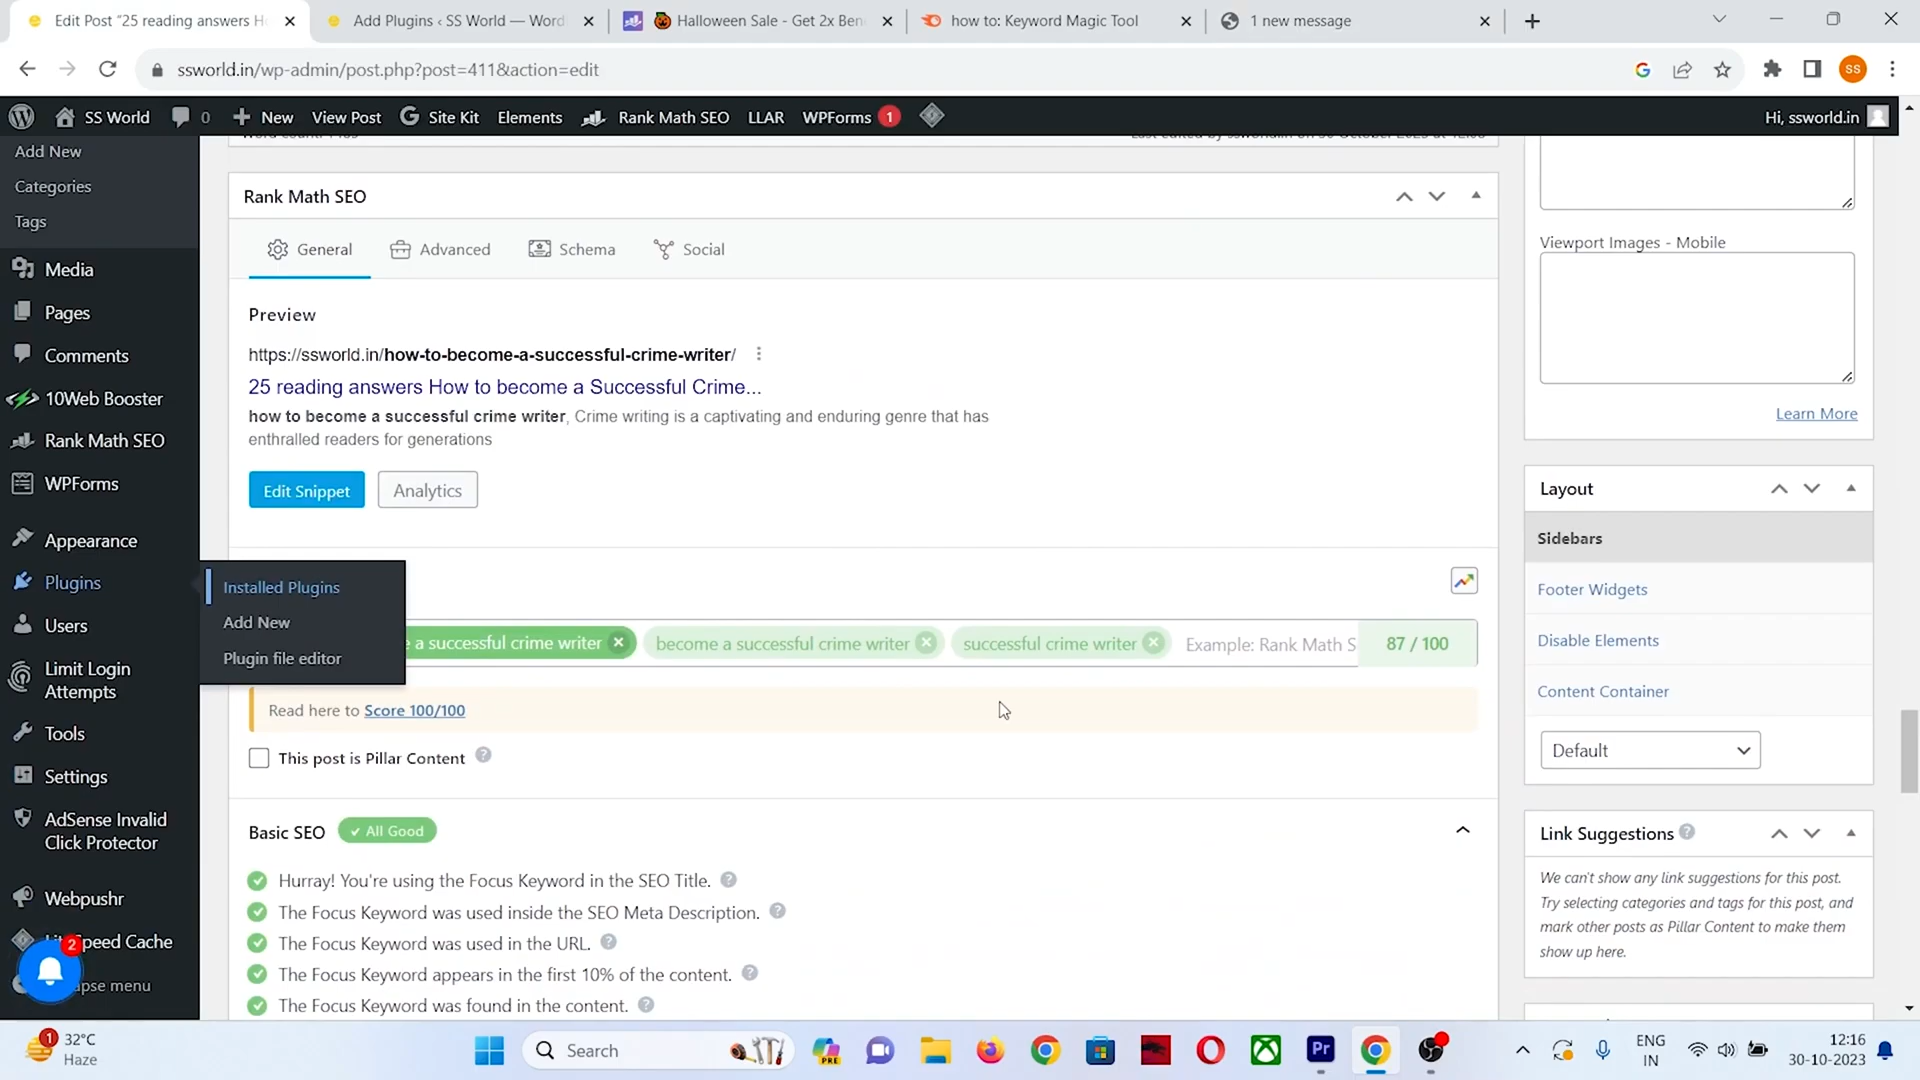 Edit Post "25 reading answers Ho
Add Plugins ‹ SS World — Word
Halloween Sale - Get 2x Ben
how to: Keyword Magic Tool
1 new message
ssworld.in/wp-admin/post.php?post=411&action=edit
SS
SS World
0
New
View Post
Site Kit
Elements
Rank Math SEO
LLAR
WPForms
1
Hi, ssworld.in
Add New
Categories
Tags
Media
Pages
Comments
10Web Booster
Rank Math SEO
WPForms
Appearance
Plugins
Users
Limit Login
Attempts
Tools
Settings
AdSense Invalid
Click Protector
Webpushr
Speed Cache
2
menu
Installed Plugins
Add New
Plugin file editor
Rank Math SEO
General
Advanced
Schema
Social
Preview
https://ssworld.in/how-to-become-a-successful-crime-writer/
25 reading answers How to become a Successful Crime...
how to become a successful crime writer, Crime writing is a captivating and enduring genre that has
enthralled readers for generations
Edit Snippet
Analytics
e a successful crime writer
become a successful crime writer
successful crime writer
Example: Rank Math S
87 / 100
Read here to Score 100/100
This post is Pillar Content
Basic SEO
All Good
Hurray! You're using the Focus Keyword in the SEO Title.
The Focus Keyword was used inside the SEO Meta Description.
The Focus Keyword was used in the URL.
The Focus Keyword appears in the first 10% of the content.
The Focus Keyword was found in the content.
Viewport Images - Mobile
Learn More
Layout
Sidebars
Footer Widgets
Disable Elements
Content Container
Default
Link Suggestions
We can't show any link suggestions for this post.
Try selecting categories and tags for this post, and
mark other posts as Pillar Content to make them
show up here.
1
32°C
Haze
Search
PRE
Pr
ENG
IN
12:16
30-10-2023